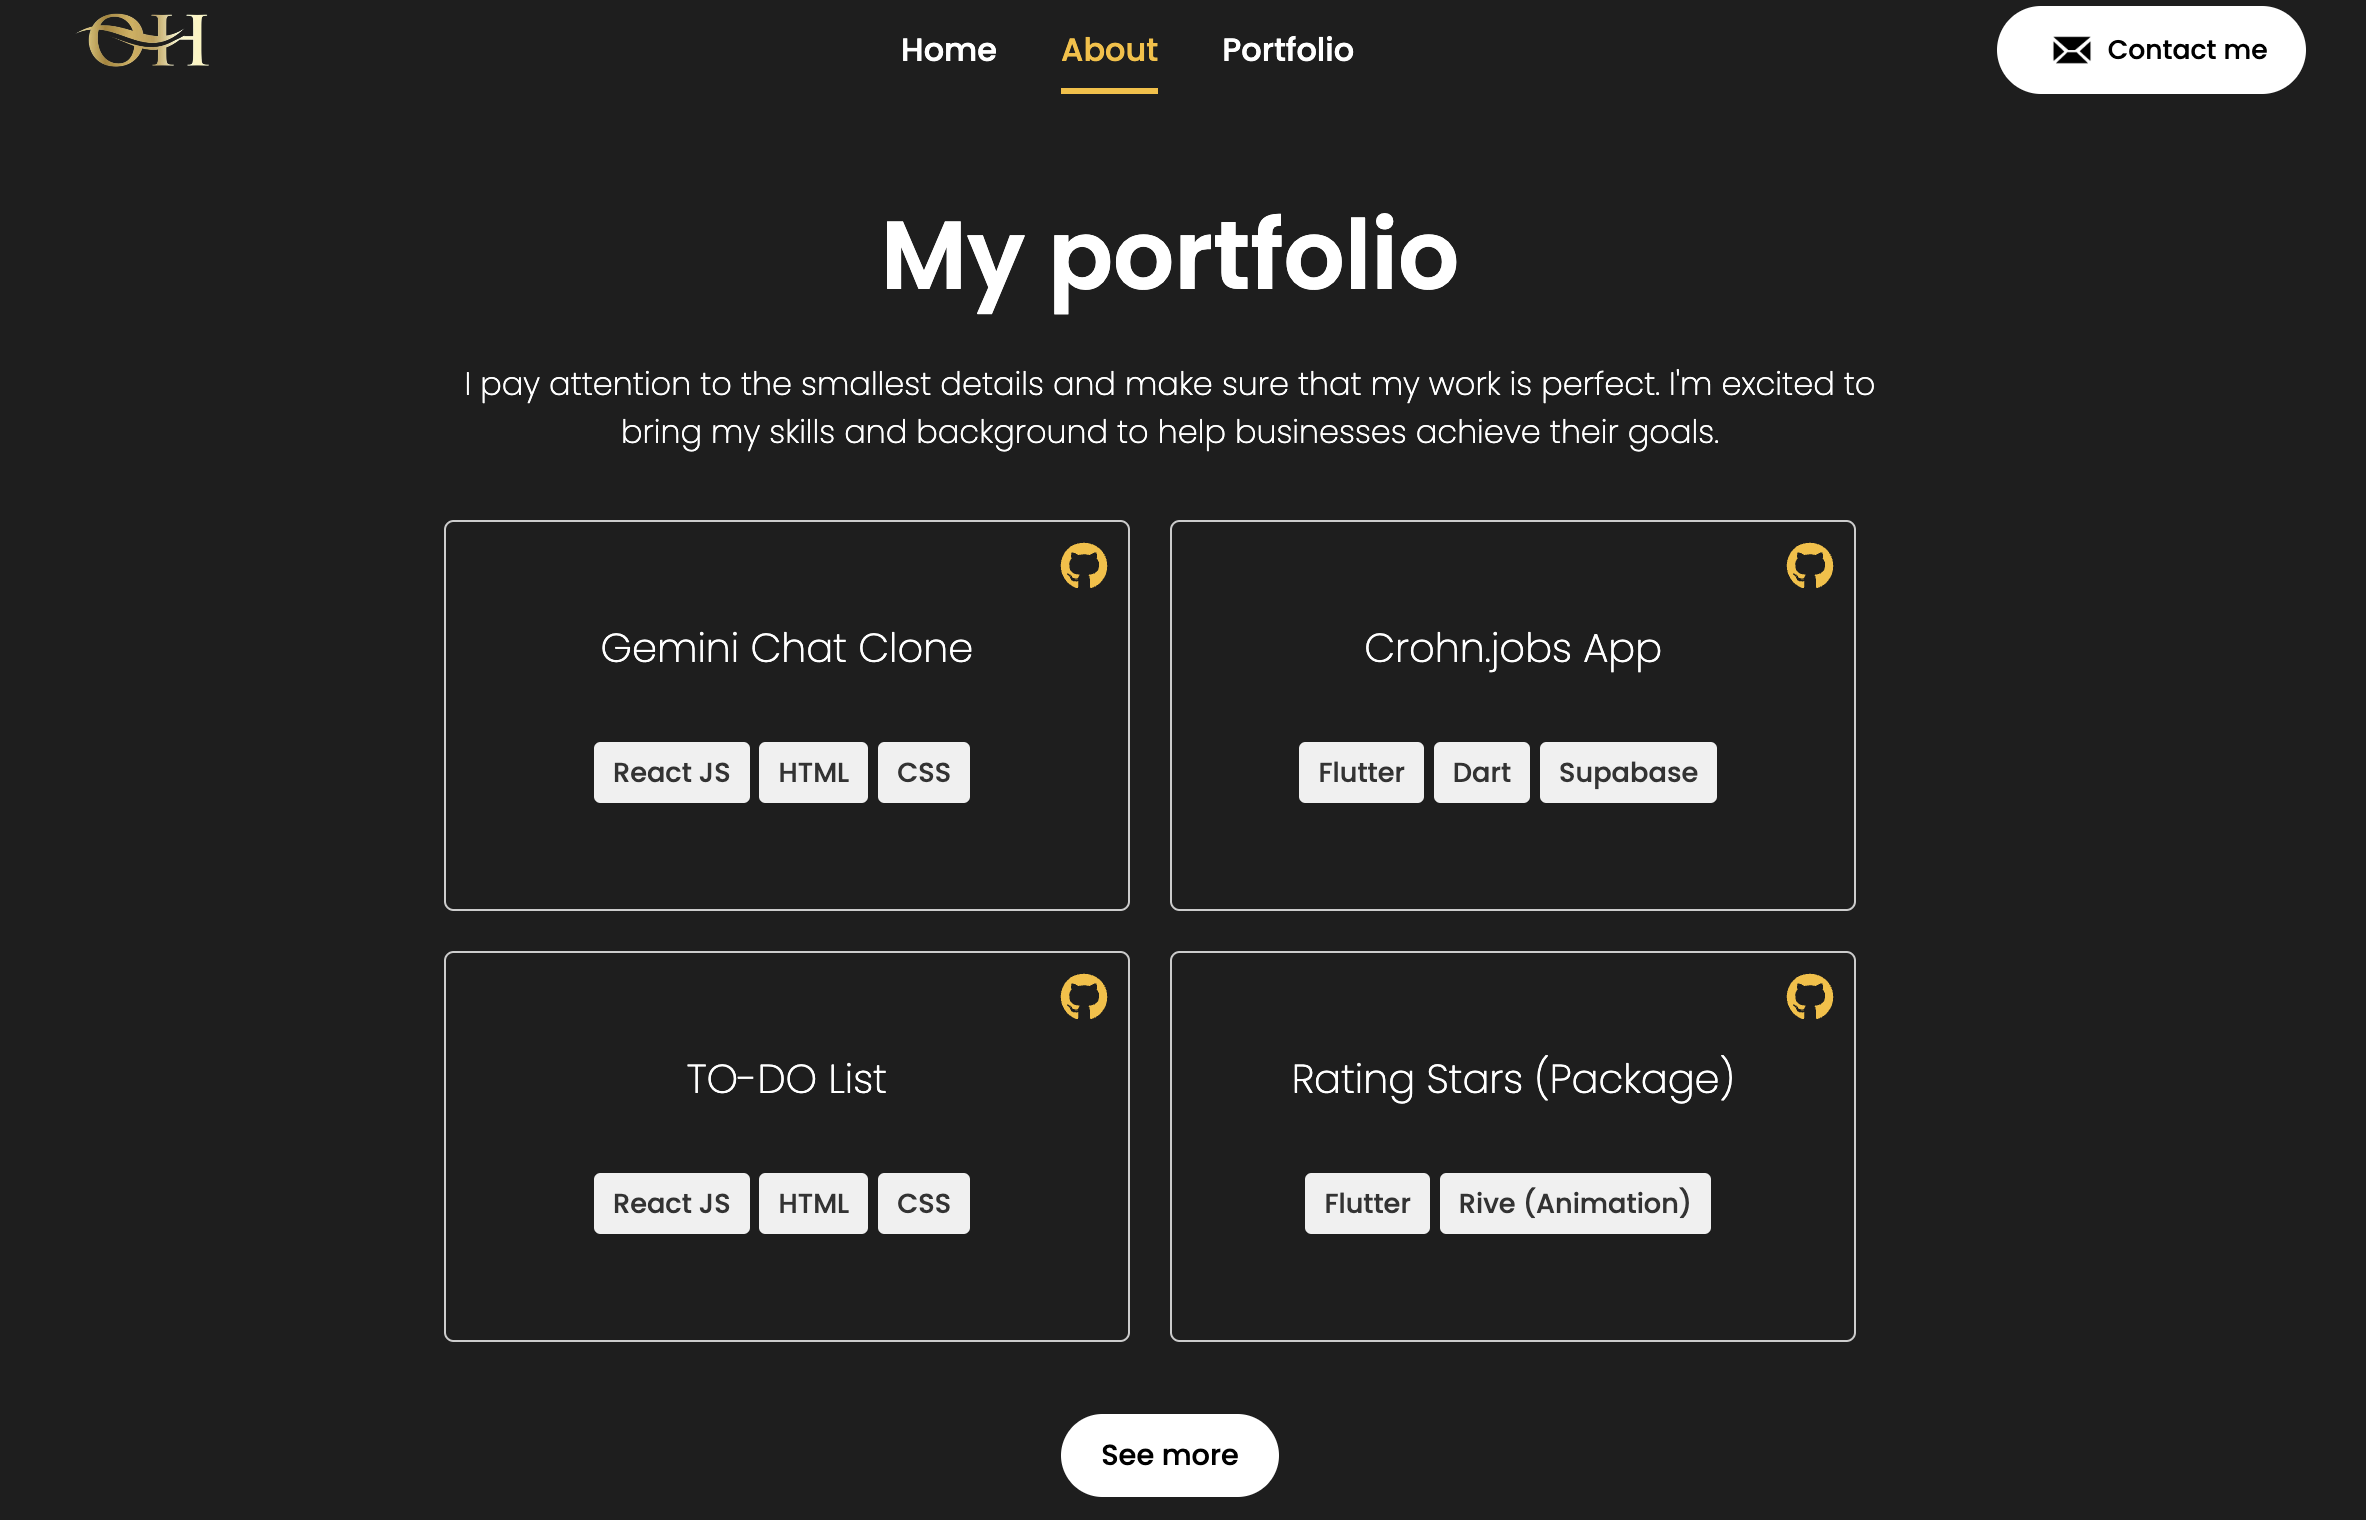 OH
Home About Portfolio
Contact me
My portfolio
I pay attention to the smallest details and make sure that my work is perfect. I'm excited to
bring my skills and background to help businesses achieve their goals.
Gemini Chat Clone
React JS HTML CSS
Crohn.jobs App
Flutter Dart Supabase
TO-DO List
React JS HTML CSS
Rating Stars (Package)
Flutter Rive (Animation)
See more